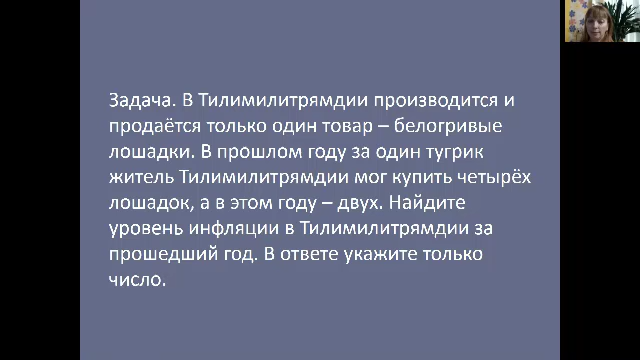 Задача. В Тилимилитрямдии производится и
продаётся только один товар – белогривые
лошадки. В прошлом году за один тугрик
житель Тилимилитрямдии мог купить четырёх
лошадок, а в этом году – двух. Найдите
уровень инфляции в Тилимилитрямдии за
прошедший год. В ответе укажите только
число.